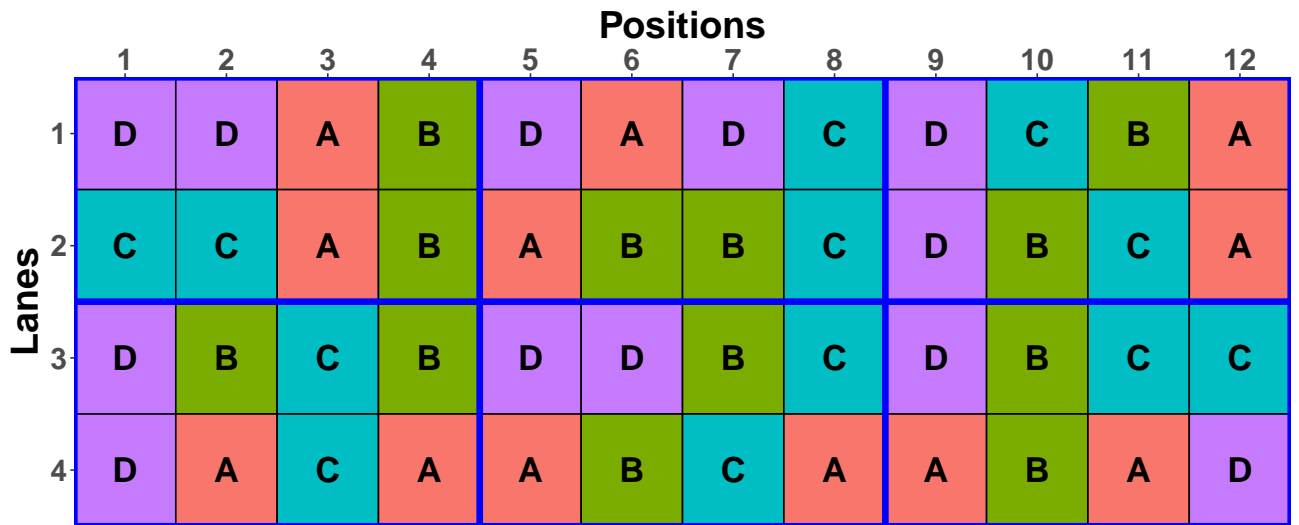 Positions
1 2 3 4 5 6 7 8 9 10 11 12
Lanes
1 D D A B D A D C D C B A
2 C C A B A B B C D B C A
3 D B C B D D B C D B C C
4 D A C A A B C A A B A D